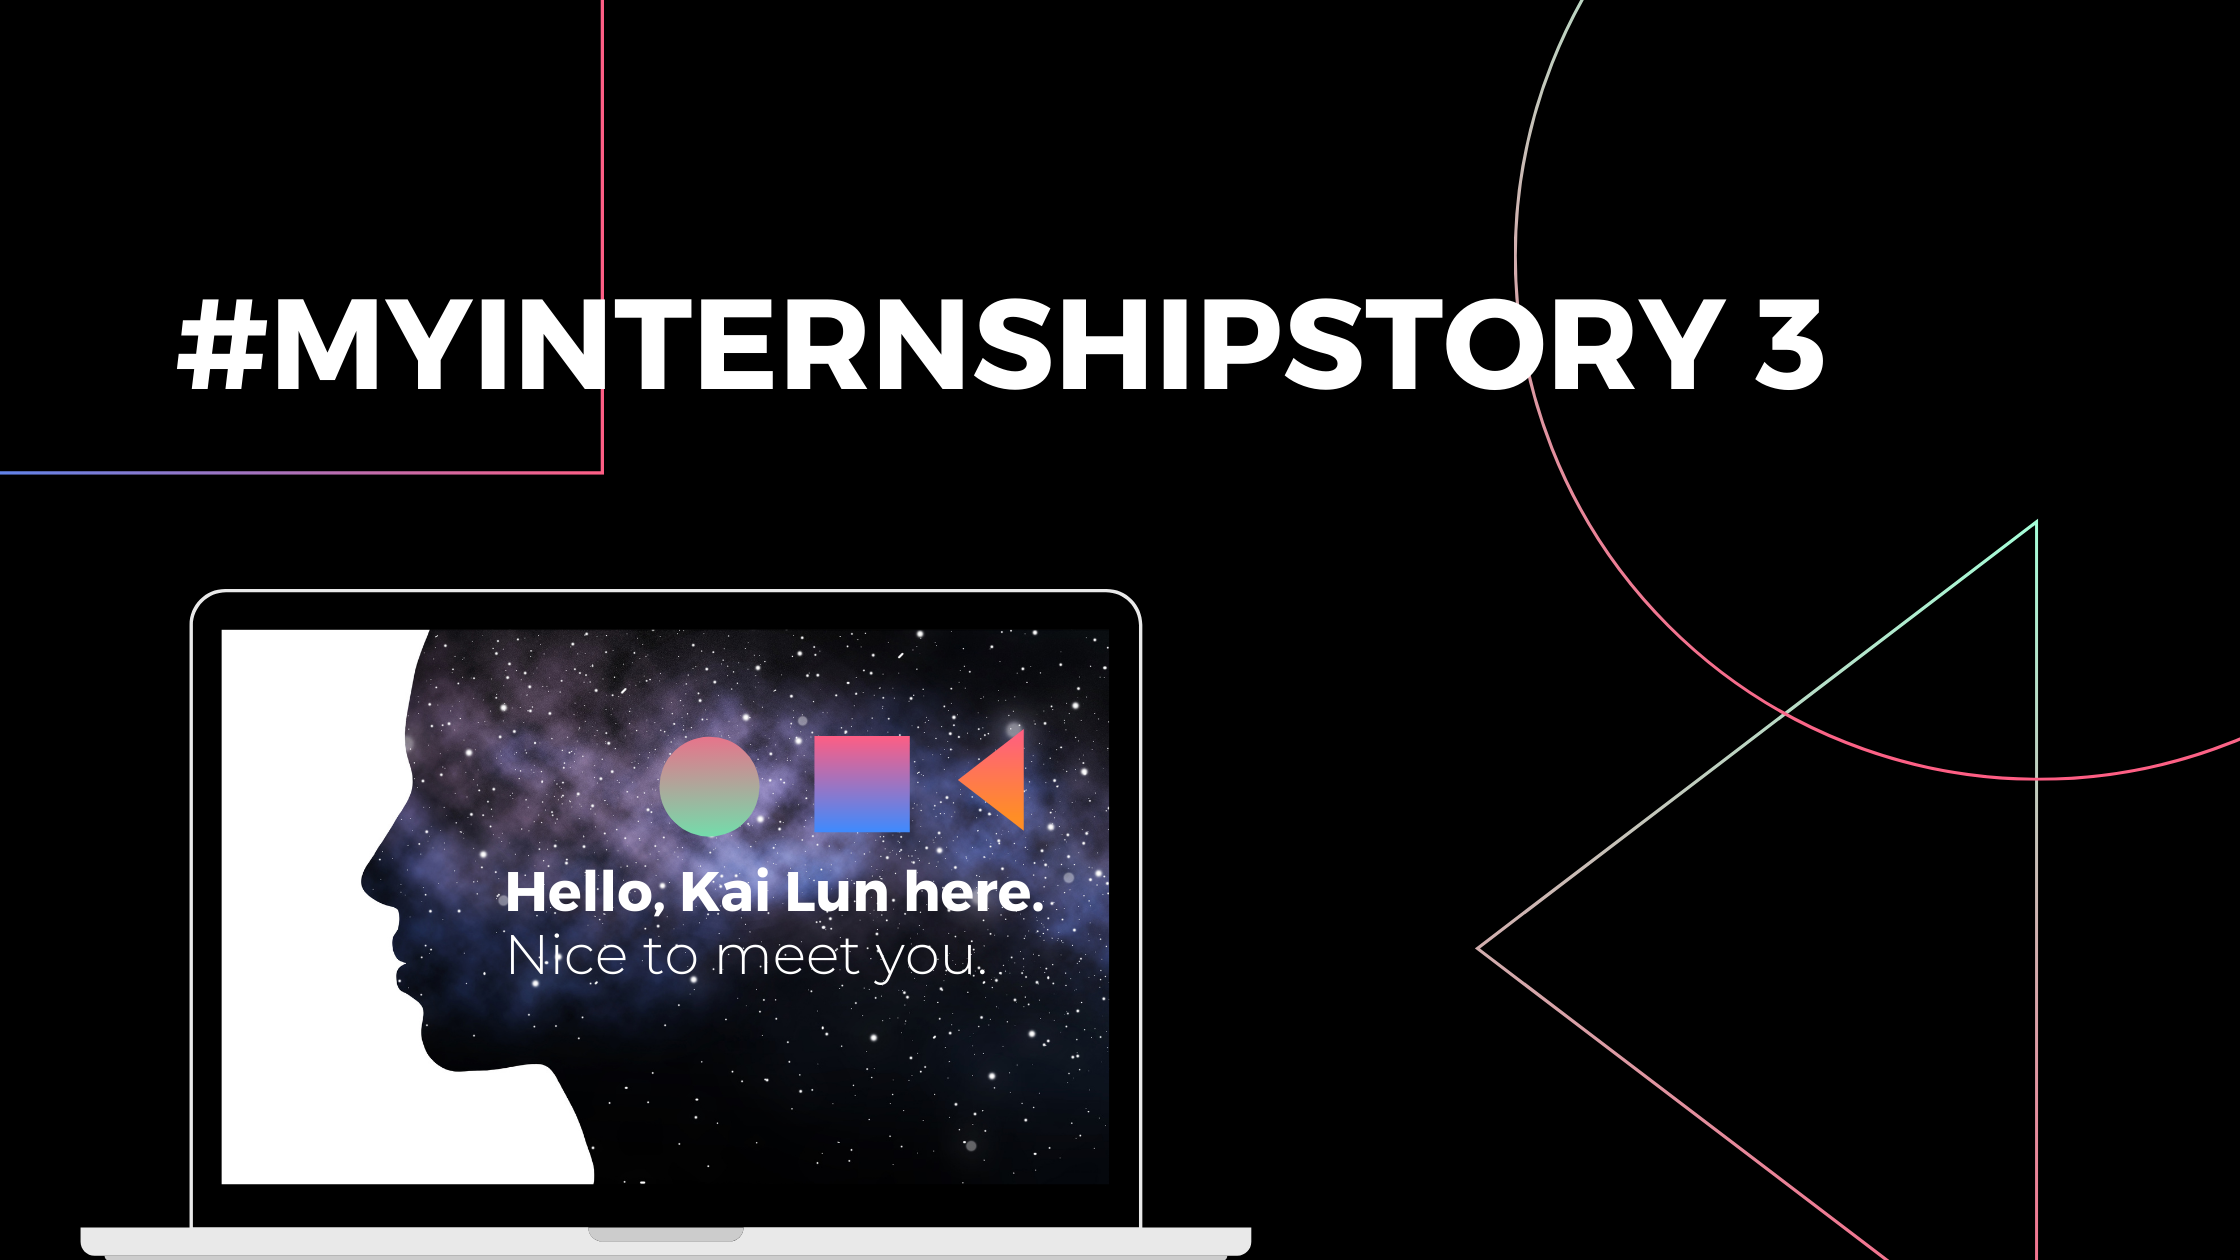 #MYINTERNSHIPSTORY 3
Hello, Kai Lun here.
Nice to meet you.